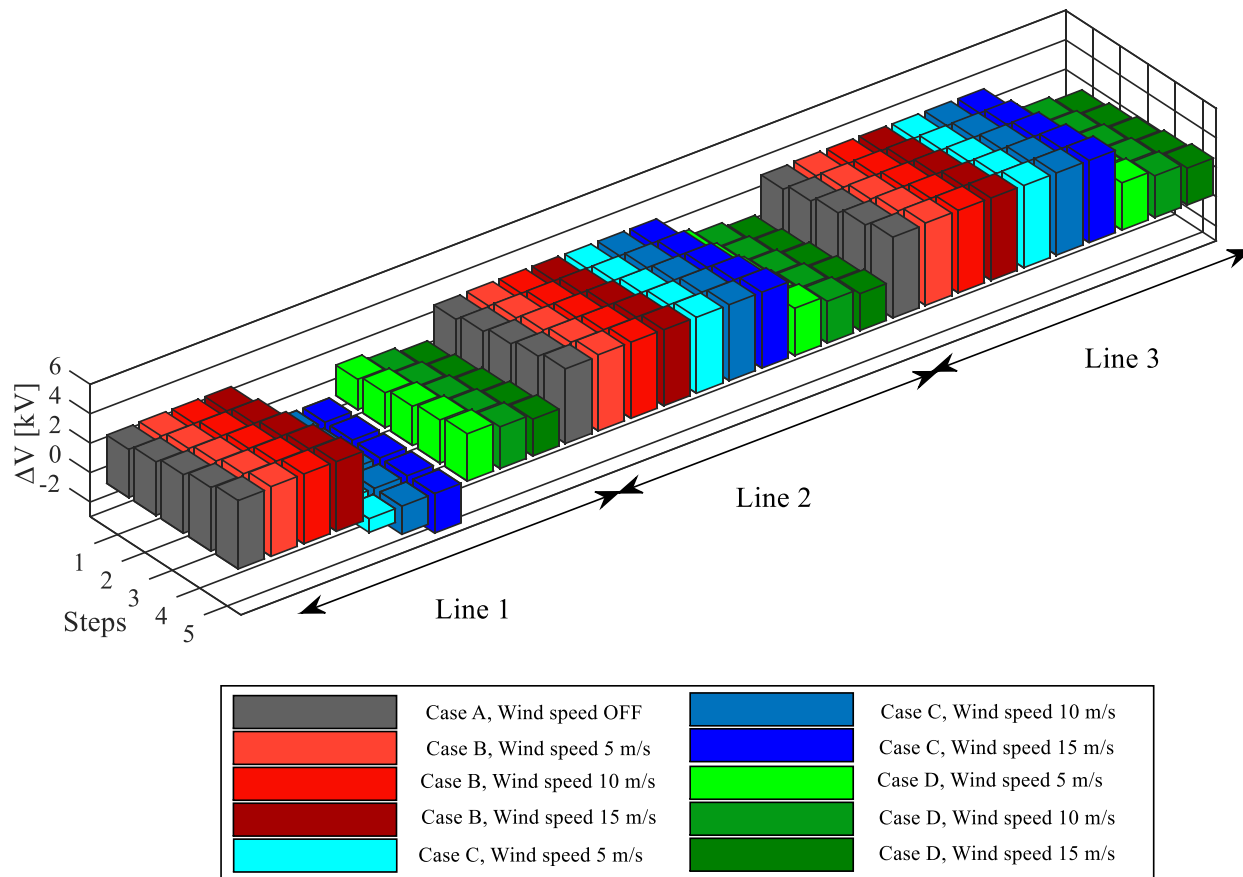 6
4
2
0
-2
ΔV [kV]
1
2
3
4
5
Steps
Line 1
Line 2
Line 3
Case A, Wind speed OFF
Case B, Wind speed 5 m/s
Case B, Wind speed 10 m/s
Case B, Wind speed 15 m/s
Case C, Wind speed 5 m/s
Case C, Wind speed 10 m/s
Case C, Wind speed 15 m/s
Case D, Wind speed 5 m/s
Case D, Wind speed 10 m/s
Case D, Wind speed 15 m/s